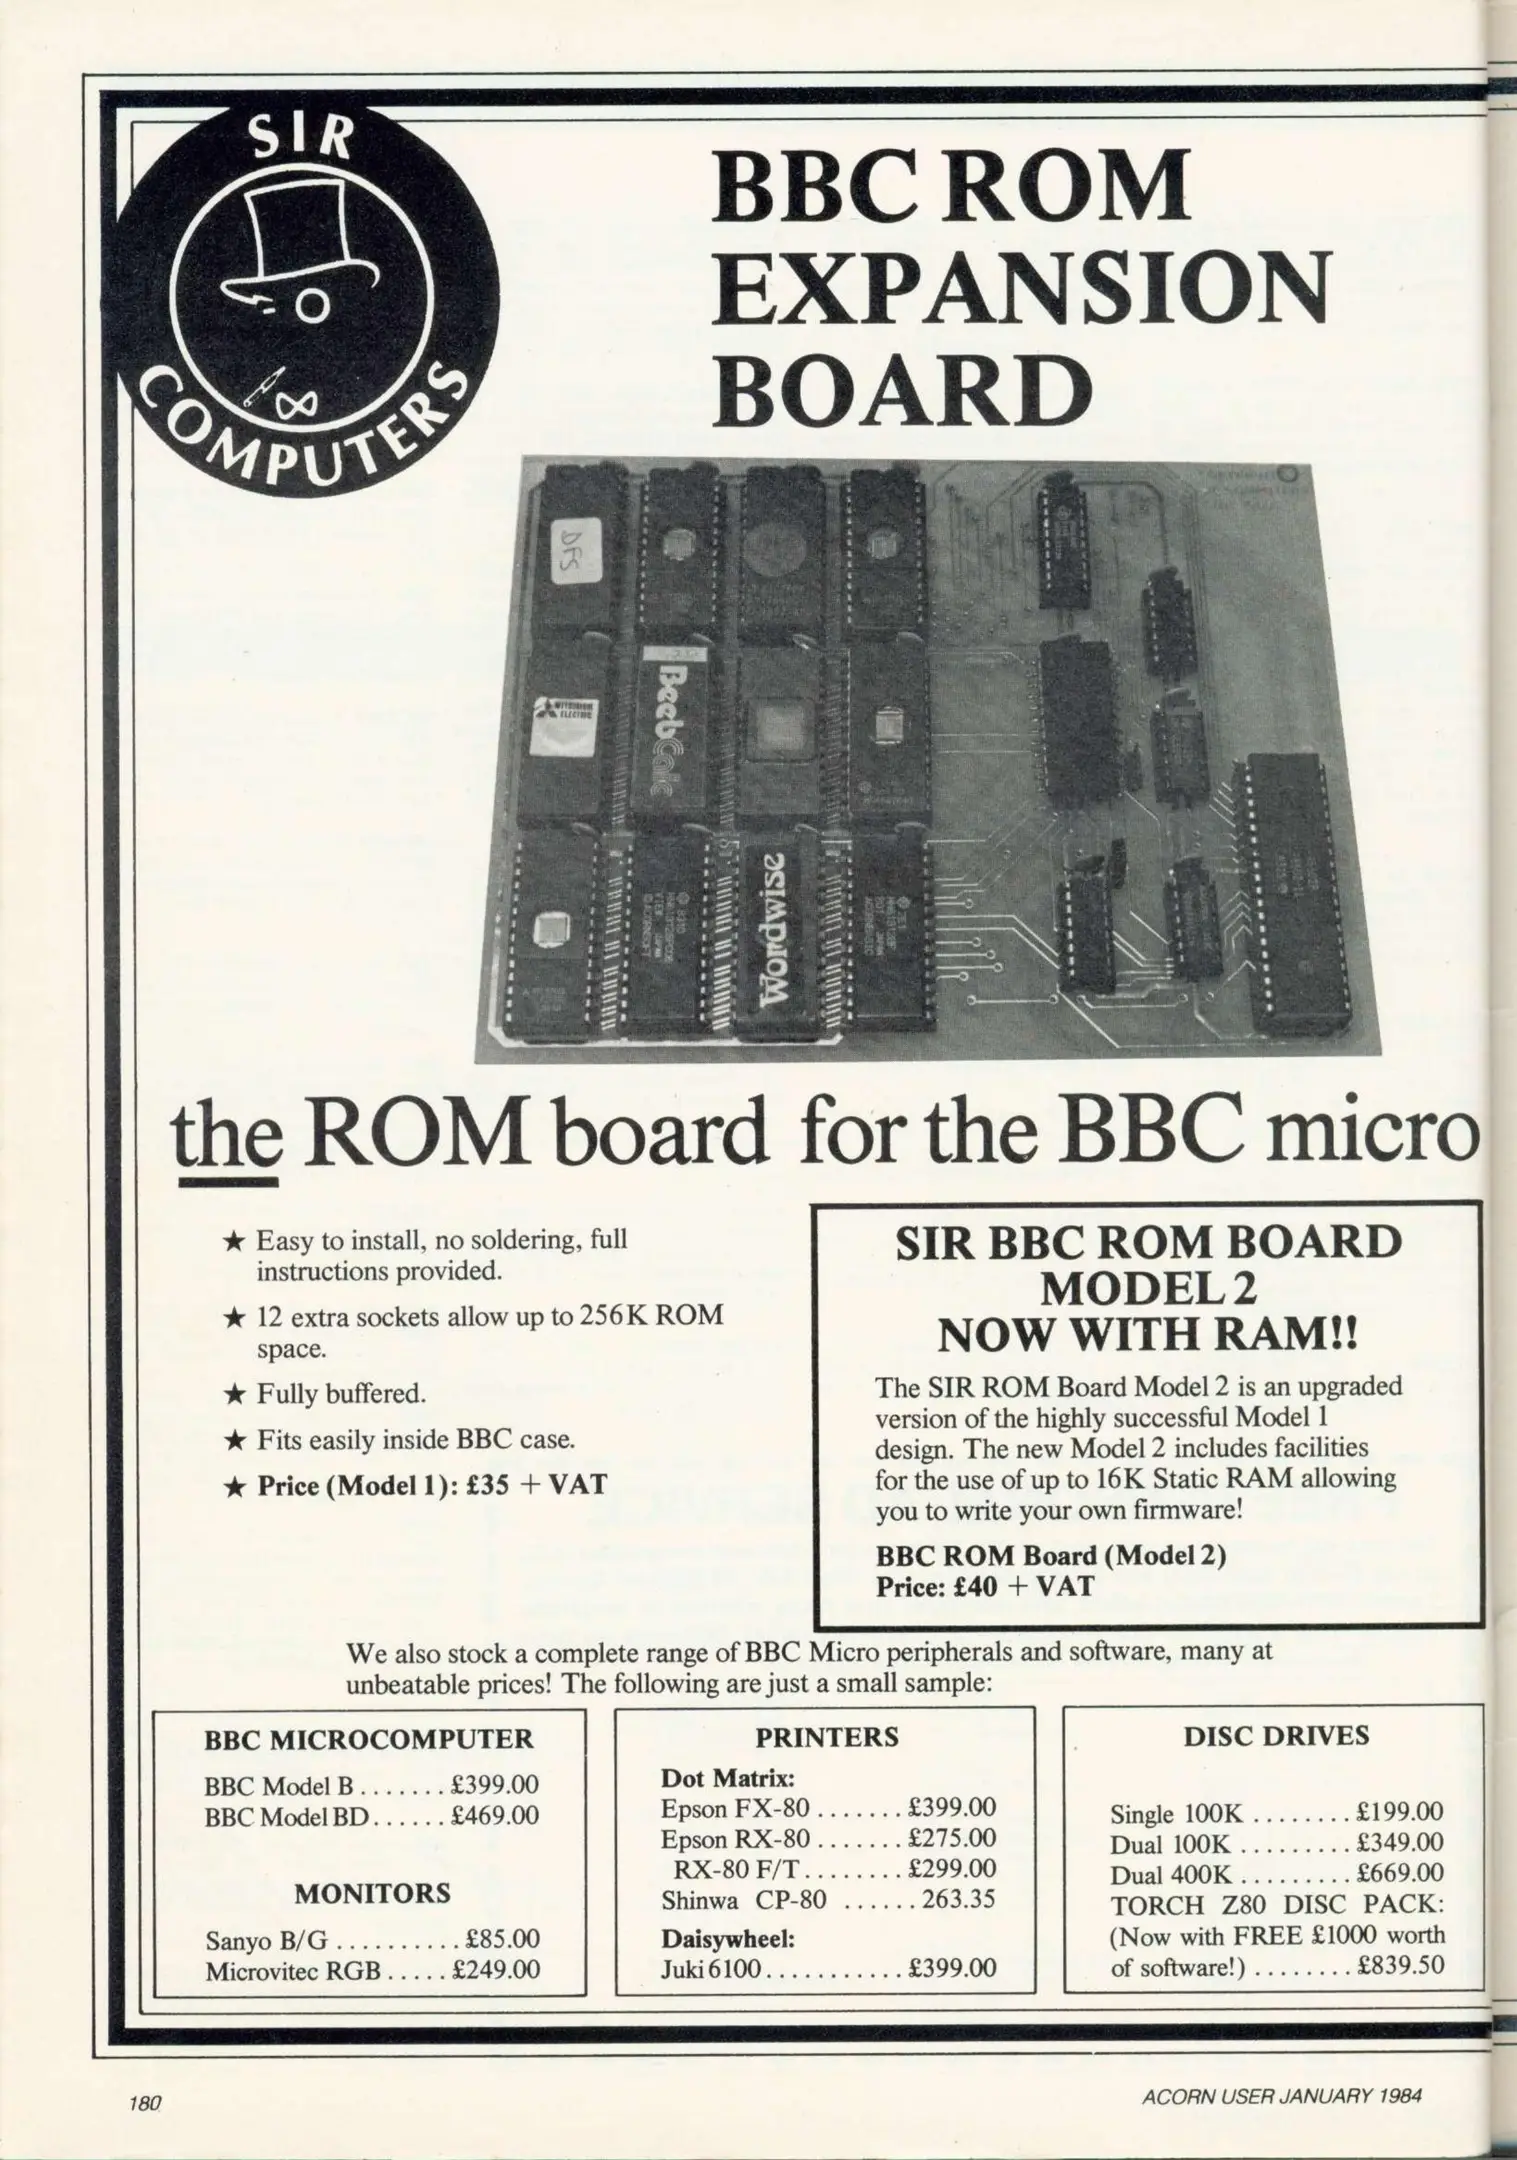 SIR
COMPUTERS
BBC ROM
EXPANSION
BOARD
DFS
MITSUBISHI
ELECTRIC
BeebCalc
Wordwise
the ROM board for the BBC micro
★ Easy to install, no soldering, full
instructions provided.
★ 12 extra sockets allow up to 256K ROM
space.
★ Fully buffered.
★ Fits easily inside BBC case.
★ Price (Model 1): £35 + VAT
SIR BBC ROM BOARD
MODEL 2
NOW WITH RAM!!
The SIR ROM Board Model 2 is an upgraded
version of the highly successful Model 1
design. The new Model 2 includes facilities
for the use of up to 16K Static RAM allowing
you to write your own firmware!
BBC ROM Board (Model 2)
Price: £40 + VAT
We also stock a complete range of BBC Micro peripherals and software, many at
unbeatable prices! The following are just a small sample:
BBC MICROCOMPUTER
BBC Model B ....... £399.00
BBC Model BD ...... £469.00
MONITORS
Sanyo B/G .......... £85.00
Microvitec RGB ..... £249.00
PRINTERS
Dot Matrix:
Epson FX-80 ....... £399.00
Epson RX-80 ....... £275.00
RX-80 F/T ........ £299.00
Shinwa CP-80 ...... 263.35
Daisywheel:
Juki 6100 ............ £399.00
DISC DRIVES
Single 100K ........ £199.00
Dual 100K ......... £349.00
Dual 400K ......... £669.00
TORCH Z80 DISC PACK:
(Now with FREE £1000 worth
of software!) ........ £839.50
180
ACORN USER JANUARY 1984